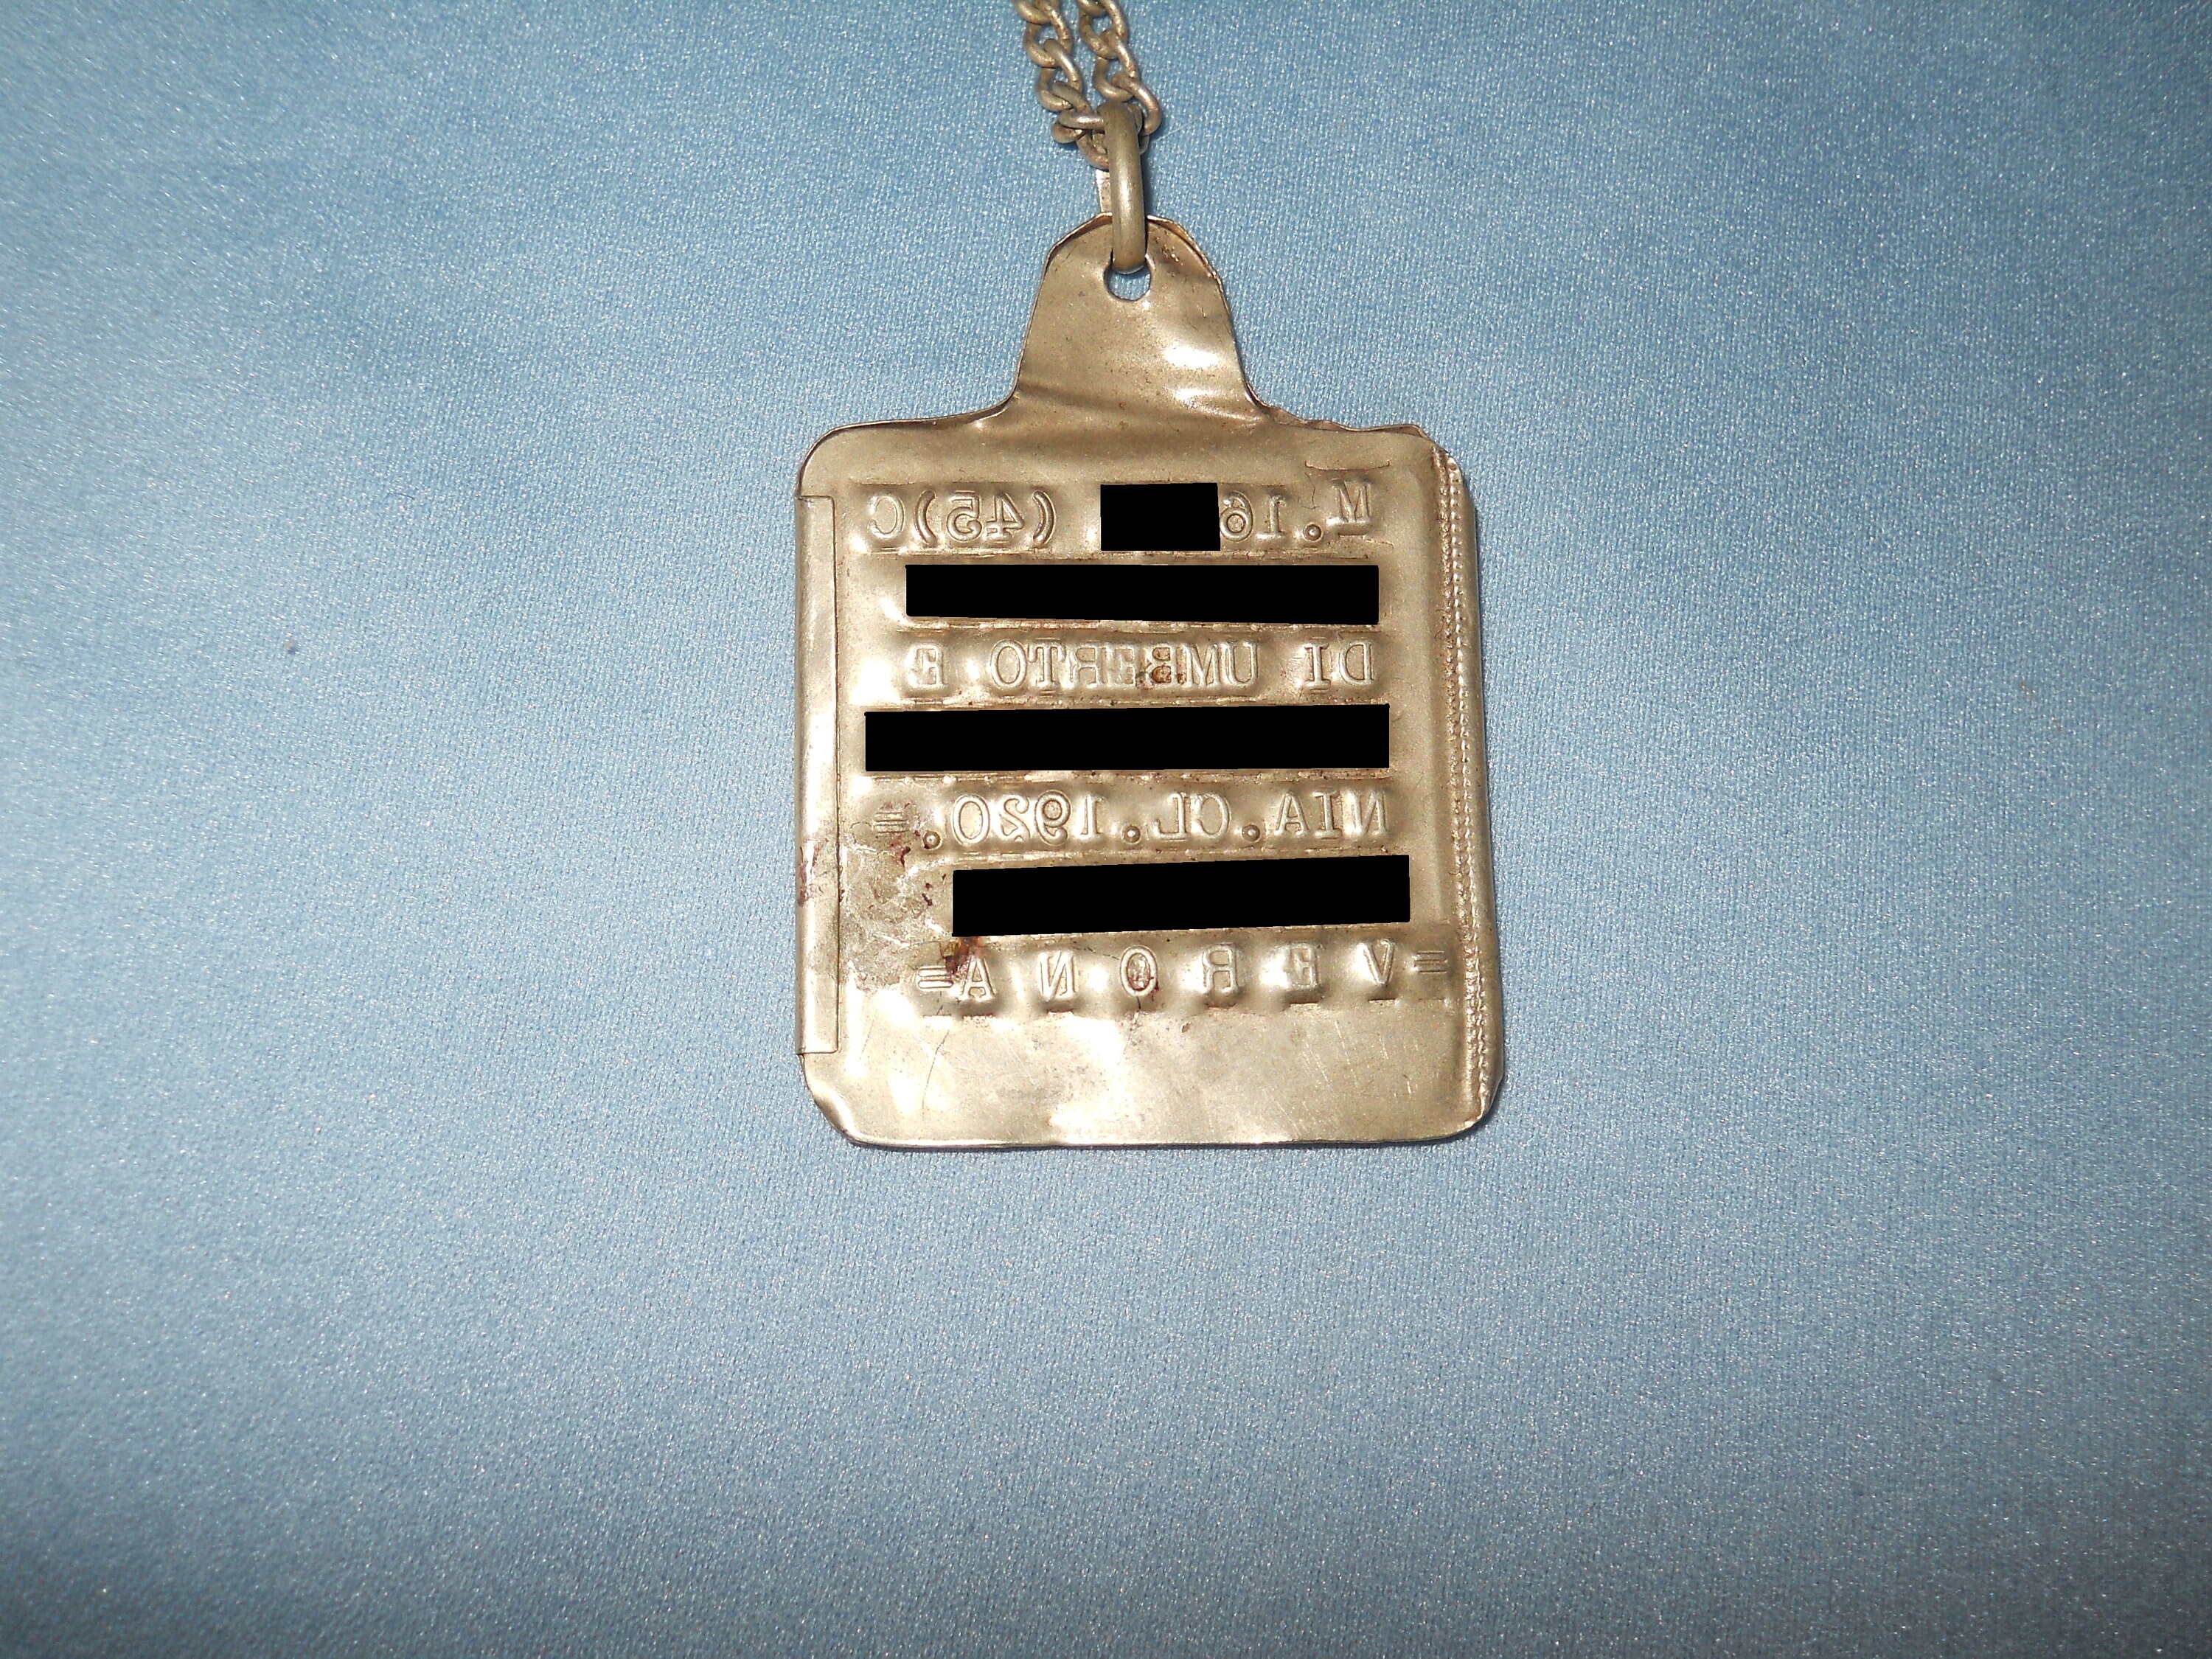 M.16 (45)C
DI UMBERTO E
NIA.CL.1920.=
=VERONA=